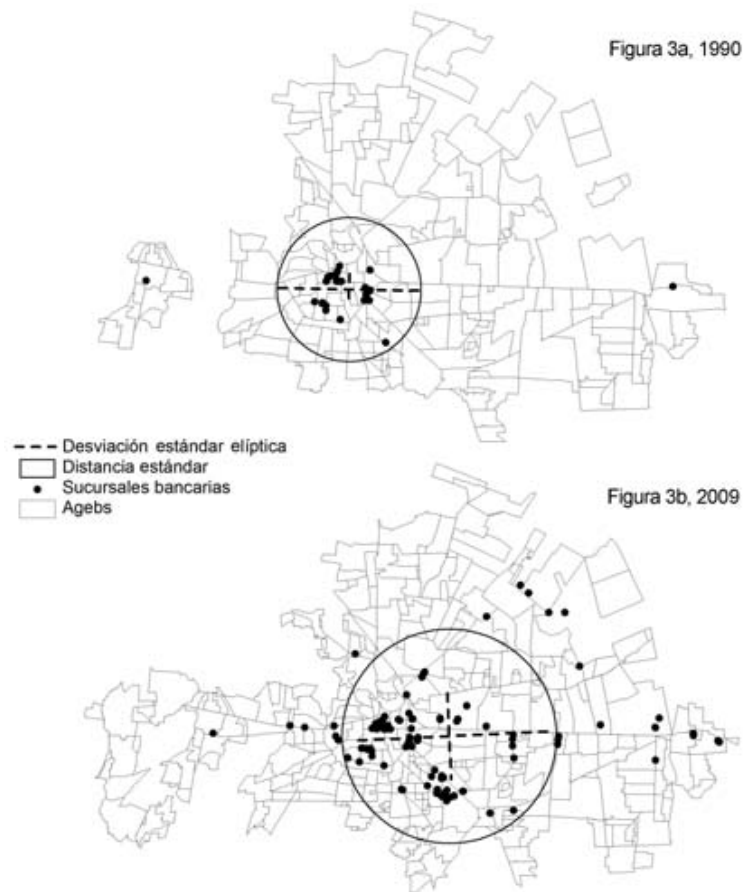 Figura 3a, 1990
Desviación estándar elíptica
Distancia estándar
Sucursales bancarias
Agebs
Figura 3b, 2009